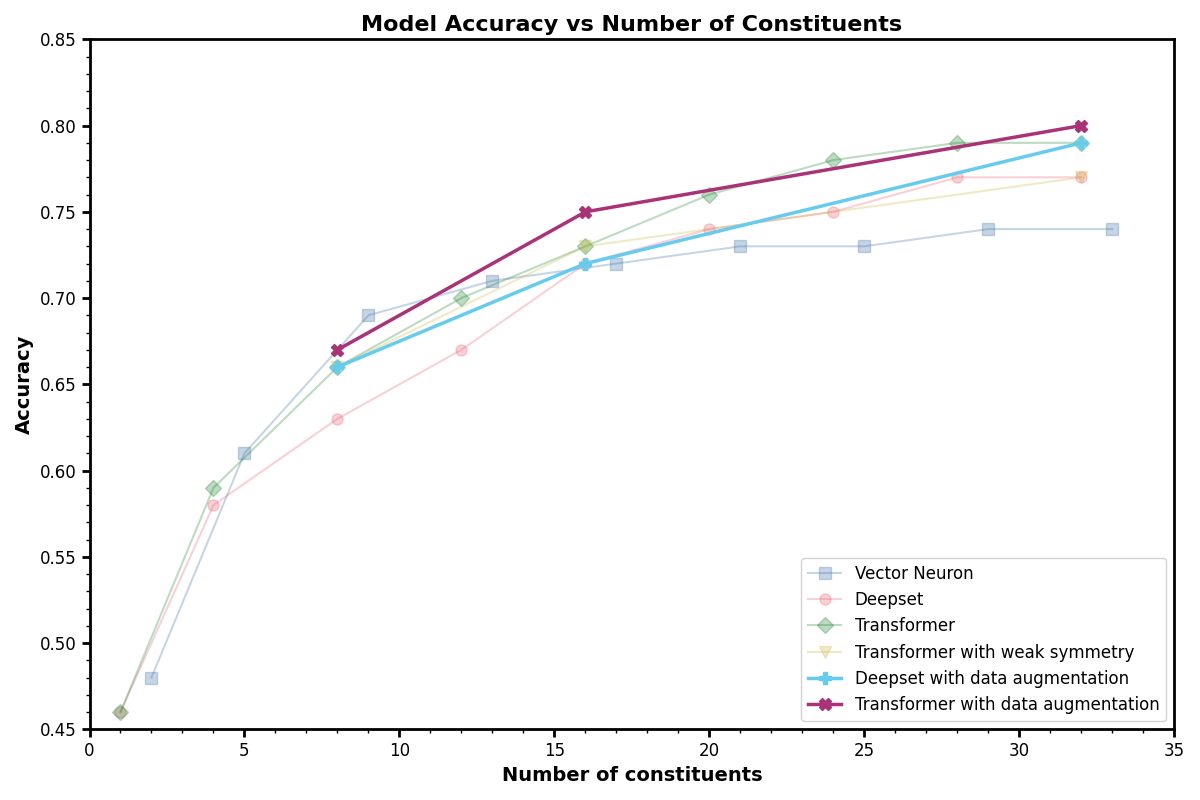 Model Accuracy vs Number of Constituents
0.85
0.80
0.75
0.70
0.65
0.60
0.55
0.50
0.45
Accuracy
0 5 10 15 20 25 30 35
Number of constituents
Vector Neuron
Deepset
Transformer
Transformer with weak symmetry
Deepset with data augmentation
Transformer with data augmentation